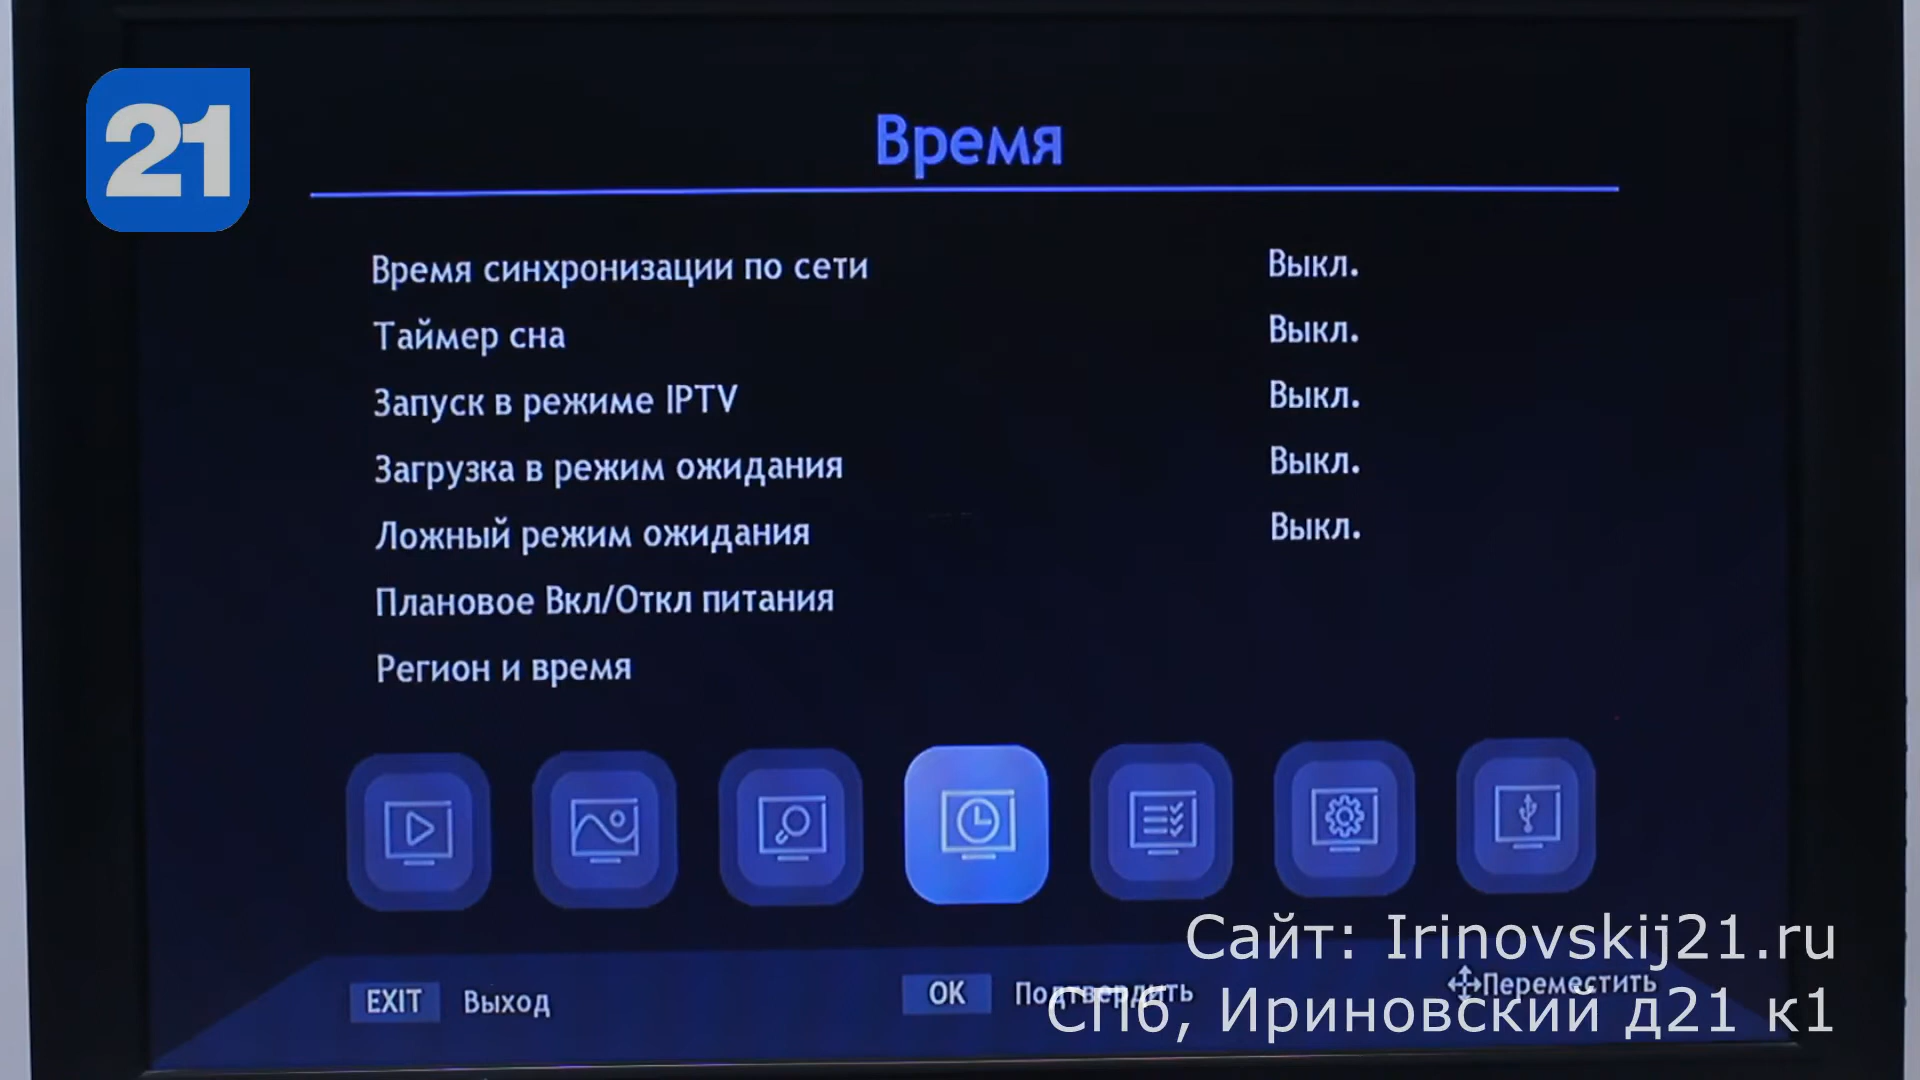 21
Время
Время синхронизации по сети Выкл.
Таймер сна Выкл.
Запуск в режиме IPTV Выкл.
Загрузка в режим ожидания Выкл.
Ложный режим ожидания Выкл.
Плановое Вкл/Откл питания
Регион и время
Сайт: Irinovskij21.ru
EXIT Выход OK Подтвердить Переместить
СПб, Ириновский д21 к1